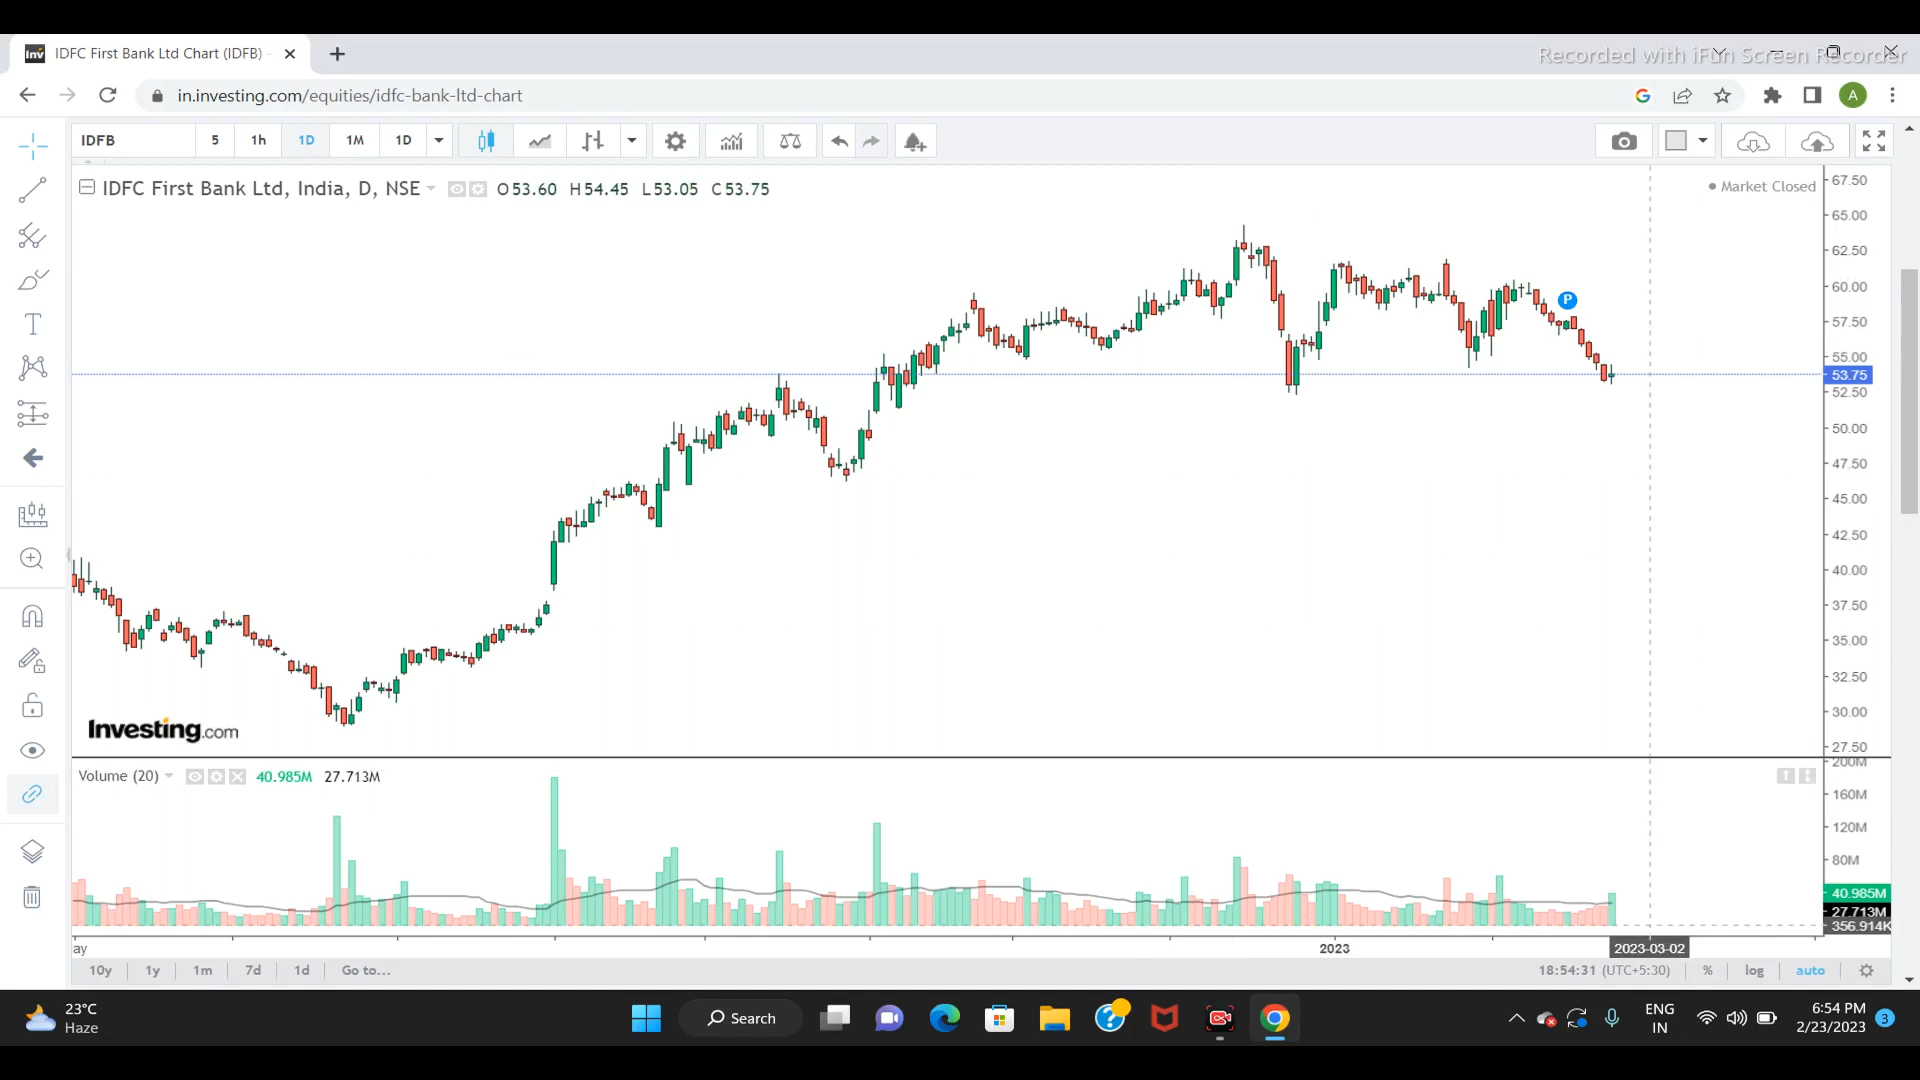 Recorded with iFun Screen Recorder
IDFC First Bank Ltd Chart (IDFB) -
in.investing.com/equities/idfc-bank-ltd-chart
A
IDFB 5 1h 1D 1M 1D
IDFC First Bank Ltd, India, D, NSE O53.60 H54.45 L53.05 C53.75
Market Closed
67.50
65.00
62.50
60.00
57.50
55.00
53.75
52.50
50.00
47.50
45.00
42.50
40.00
37.50
35.00
32.50
30.00
27.50
P
Investing.com
Volume (20) 40.985M 27.713M
200M
160M
120M
80M
40.985M
27.713M
356.914K
ay 2023 2023-03-02
10y 1y 1m 7d 1d Go to... 18:54:31 (UTC+5:30) % log auto
23°C
Haze
Search
ENG
IN
6:54 PM
2/23/2023
3